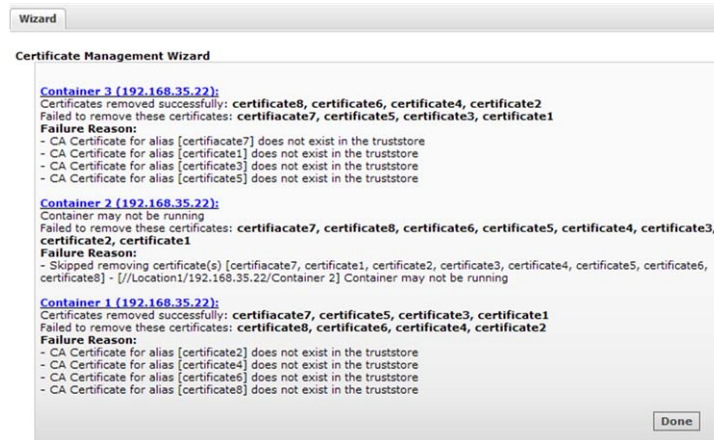 Wizard
Certificate Management Wizard
Container 3 (192.168.35.22):
Certificates removed successfully: certificate8, certificate6, certificate4, certificate2
Failed to remove these certificates: certifiacate7, certificate5, certificate3, certificate1
Failure Reason:
- CA Certificate for alias [certifiacate7] does not exist in the truststore
- CA Certificate for alias [certificate1] does not exist in the truststore
- CA Certificate for alias [certificate3] does not exist in the truststore
- CA Certificate for alias [certificate5] does not exist in the truststore
Container 2 (192.168.35.22):
Container may not be running
Failed to remove these certificates: certifiacate7, certificate8, certificate6, certificate5, certificate4, certificate3,
certificate2, certificate1
Failure Reason:
- Skipped removing certificate(s) [certifiacate7, certificate1, certificate2, certificate3, certificate4, certificate5, certificate6,
certificate8] - [//Location1/192.168.35.22/Container 2] Container may not be running
Container 1 (192.168.35.22):
Certificates removed successfully: certifiacate7, certificate5, certificate3, certificate1
Failed to remove these certificates: certificate8, certificate6, certificate4, certificate2
Failure Reason:
- CA Certificate for alias [certificate2] does not exist in the truststore
- CA Certificate for alias [certificate4] does not exist in the truststore
- CA Certificate for alias [certificate6] does not exist in the truststore
- CA Certificate for alias [certificate8] does not exist in the truststore
Done